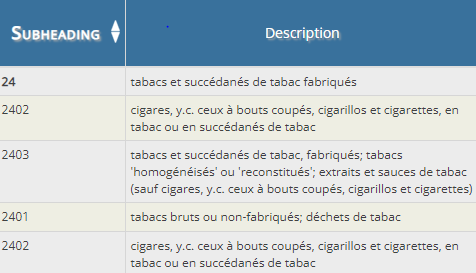 Subheading Description
24 tabacs et succédanés de tabac fabriqués
2402 cigares, y.c. ceux à bouts coupés, cigarillos et cigarettes, en
tabac ou en succédanés de tabac
2403 tabacs et succédanés de tabac, fabriqués; tabacs
'homogénéisés' ou 'reconstitués'; extraits et sauces de tabac
(sauf cigares, y.c. ceux à bouts coupés, cigarillos et cigarettes)
2401 tabacs bruts ou non-fabriqués; déchets de tabac
2402 cigares, y.c. ceux à bouts coupés, cigarillos et cigarettes, en
tabac ou en succédanés de tabac